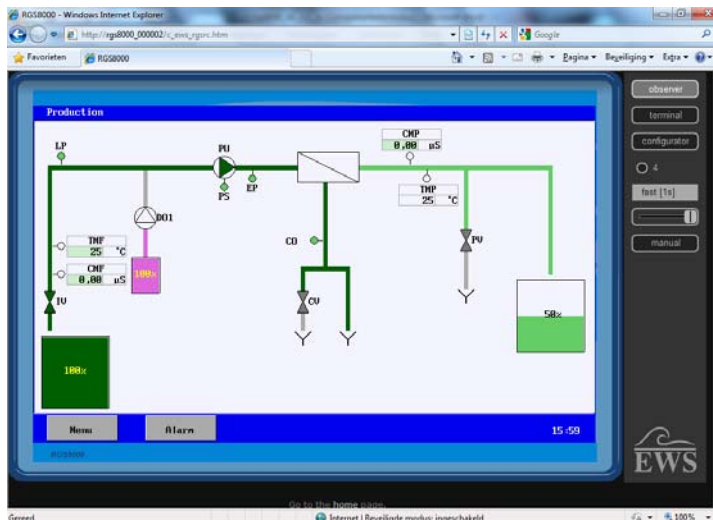 RGS8000 - Windows Internet Explorer
http://rgs8000_000002/c_ews_rgsrc.htm
Google
Favorieten RGS8000 Pagina Beveiliging Extra
Production
LP
PU
CMP
0,00 µS
PS
EP
TMP
25 °C
DO1
TMF
25 °C
CMF
0,00 µS
100%
CD
PV
IV
CV
50%
100%
Menu Alarm 15:59
RGS8000
observer
terminal
configurator
4
fast [1s]
manual
EWS
Go to the home page.
Gereed Internet | Beveiligde modus: ingeschakeld 100%